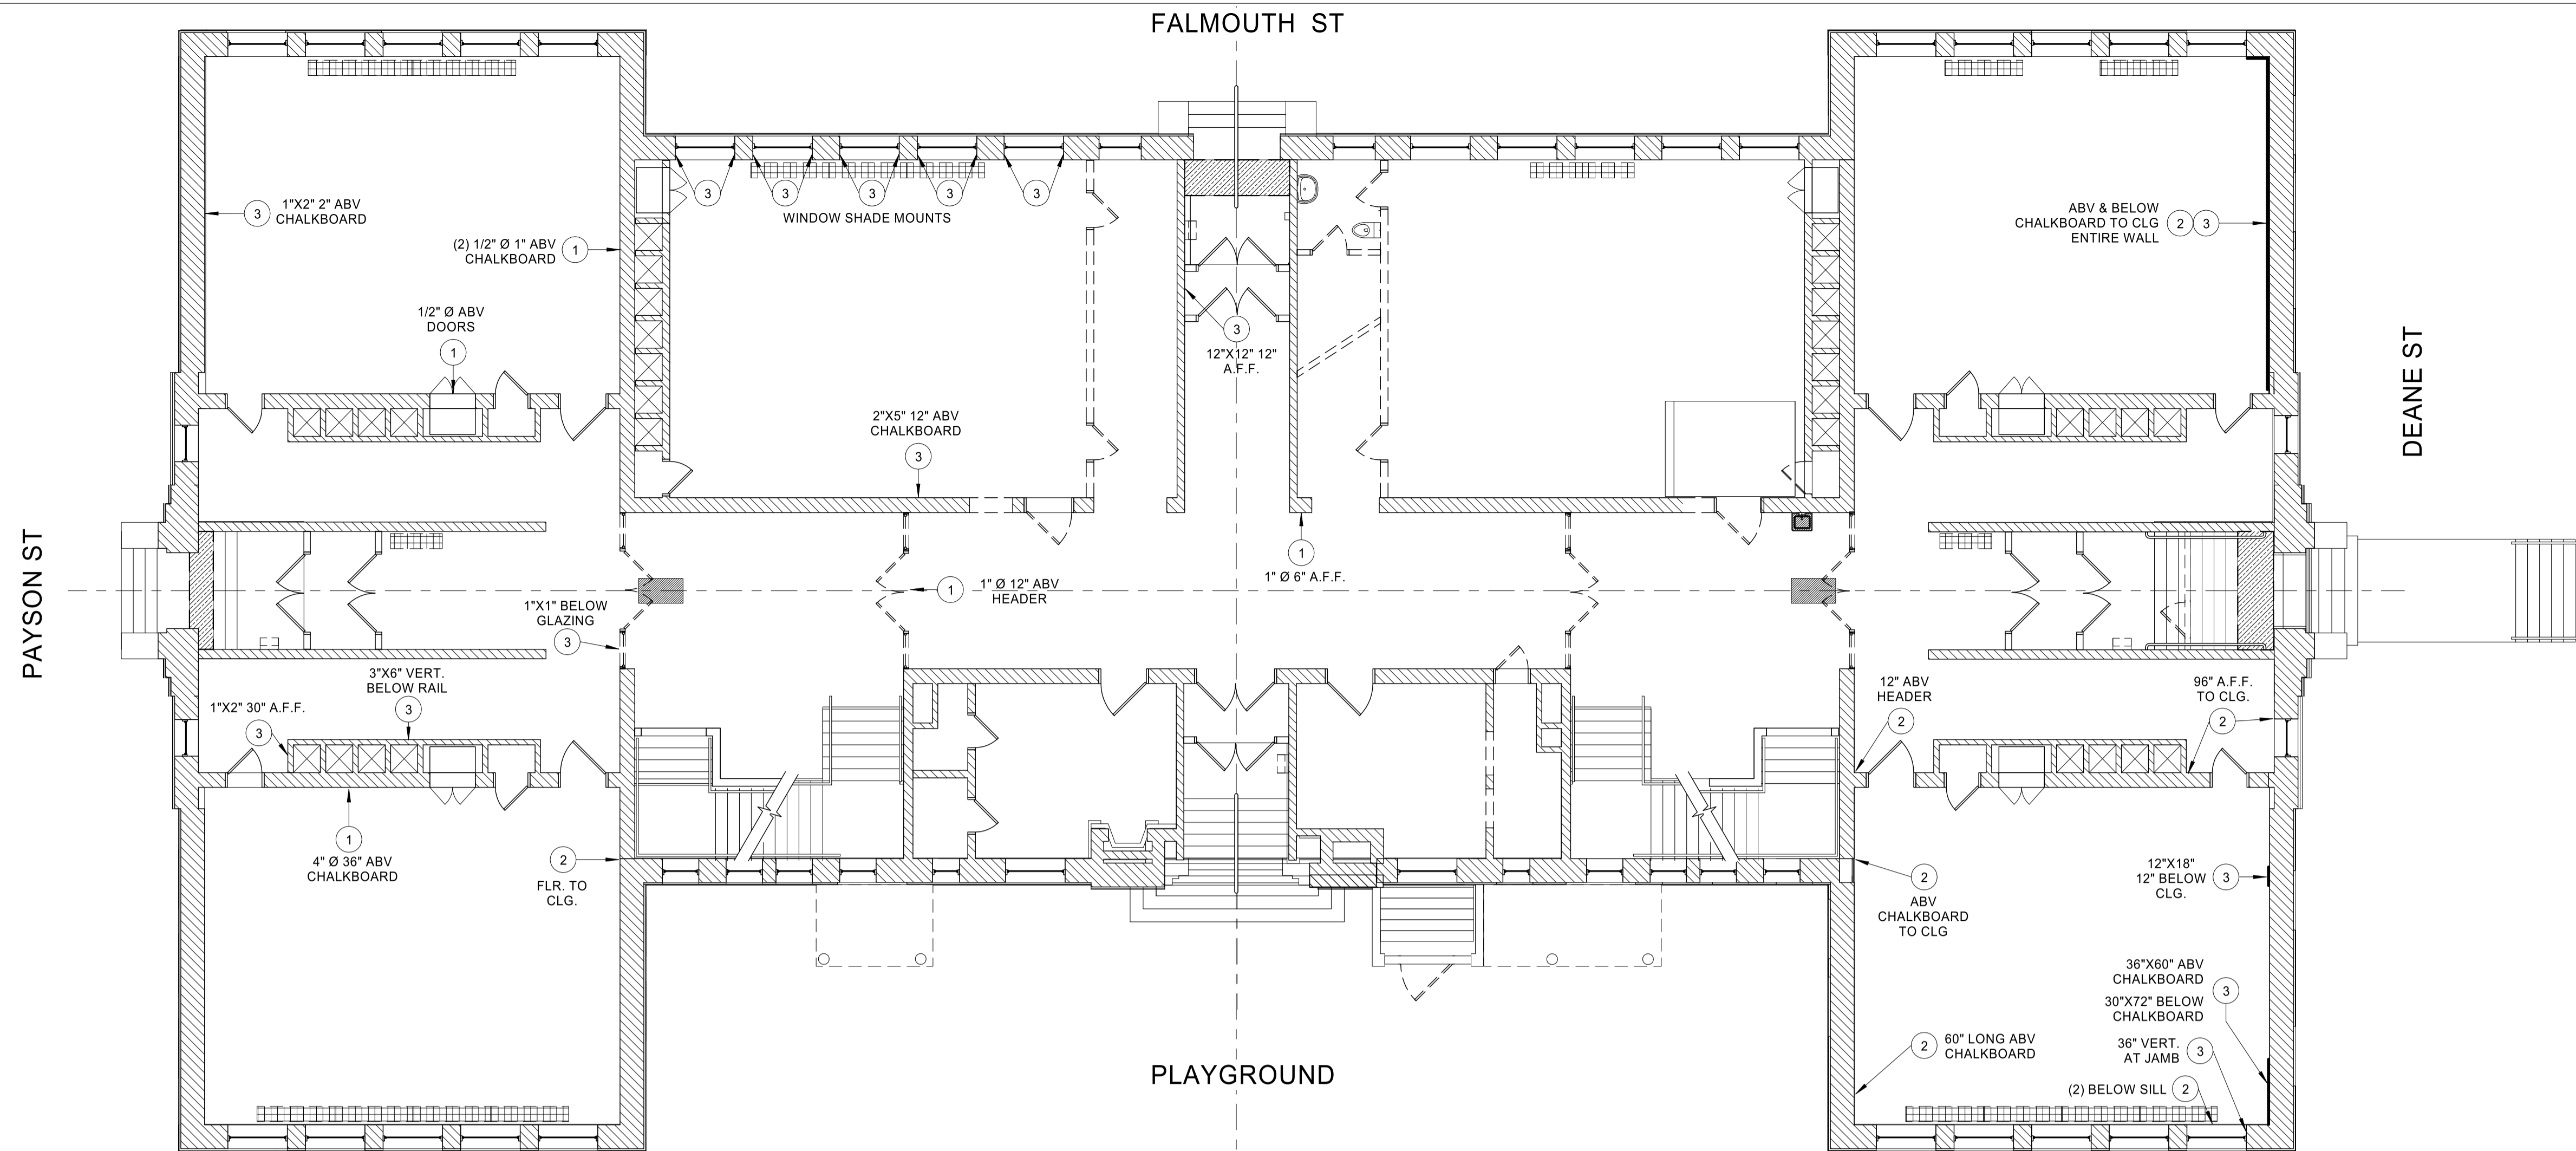 FALMOUTH ST
3
1"X2" 2" ABV
CHALKBOARD
(2) 1/2" Ø 1" ABV
CHALKBOARD
1
3
3
3
3
3
WINDOW SHADE MOUNTS
ABV & BELOW
CHALKBOARD TO CLG
ENTIRE WALL
2
3
1/2" Ø ABV
DOORS
1
3
12"X12" 12"
A.F.F.
DEANE ST
2"X5" 12" ABV
CHALKBOARD
3
PAYSON ST
1
1" Ø 6" A.F.F.
1
1" Ø 12" ABV
HEADER
1"X1" BELOW
GLAZING
3
3"X6" VERT.
BELOW RAIL
3
1"X2" 30" A.F.F.
3
12" ABV
HEADER
2
96" A.F.F.
TO CLG.
2
1
4" Ø 36" ABV
CHALKBOARD
2
FLR. TO
CLG.
2
ABV
CHALKBOARD
TO CLG
12"X18"
12" BELOW
CLG.
3
36"X60" ABV
CHALKBOARD
30"X72" BELOW
CHALKBOARD
3
2
60" LONG ABV
CHALKBOARD
36" VERT.
AT JAMB
3
(2) BELOW SILL
2
PLAYGROUND